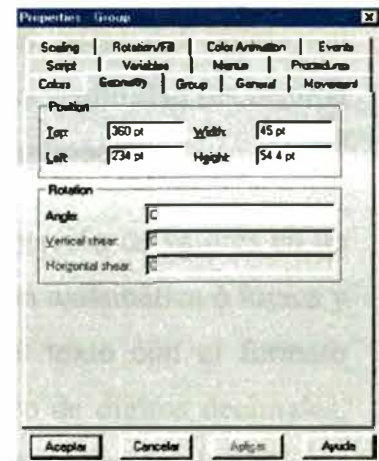 Properties Group
Scaling Rotation/Fill Color Animation Events
Script Variables Menus Procedures
Colors Geometry Group General Movement
Position
Top: 360 pt Width: 45 pt
Left: 234 pt Height: 54.4 pt
Rotation
Angle:
Vertical shear:
Horizontal shear:
Aceptar Cancelar Aplicar Ayuda